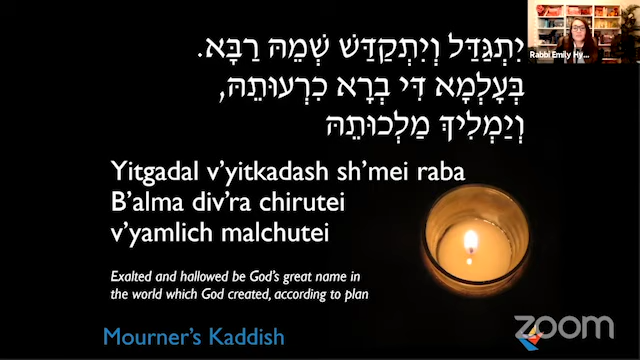 יִתְגַּדַּל וְיִתְקַדַּשׁ שְׁמֵהּ רַבָּא.
בְּעָלְמָא דִּי בְרָא כִרְעוּתֵהּ,
וְיַמְלִיךְ מַלְכוּתֵהּ
Yitgadal v'yitkadash sh'mei raba
B'alma div'ra chirutei
v'yamlich malchutei
Exalted and hallowed be God's great name in
the world which God created, according to plan
Mourner's Kaddish
Rabbi Emily Hy...
zoom